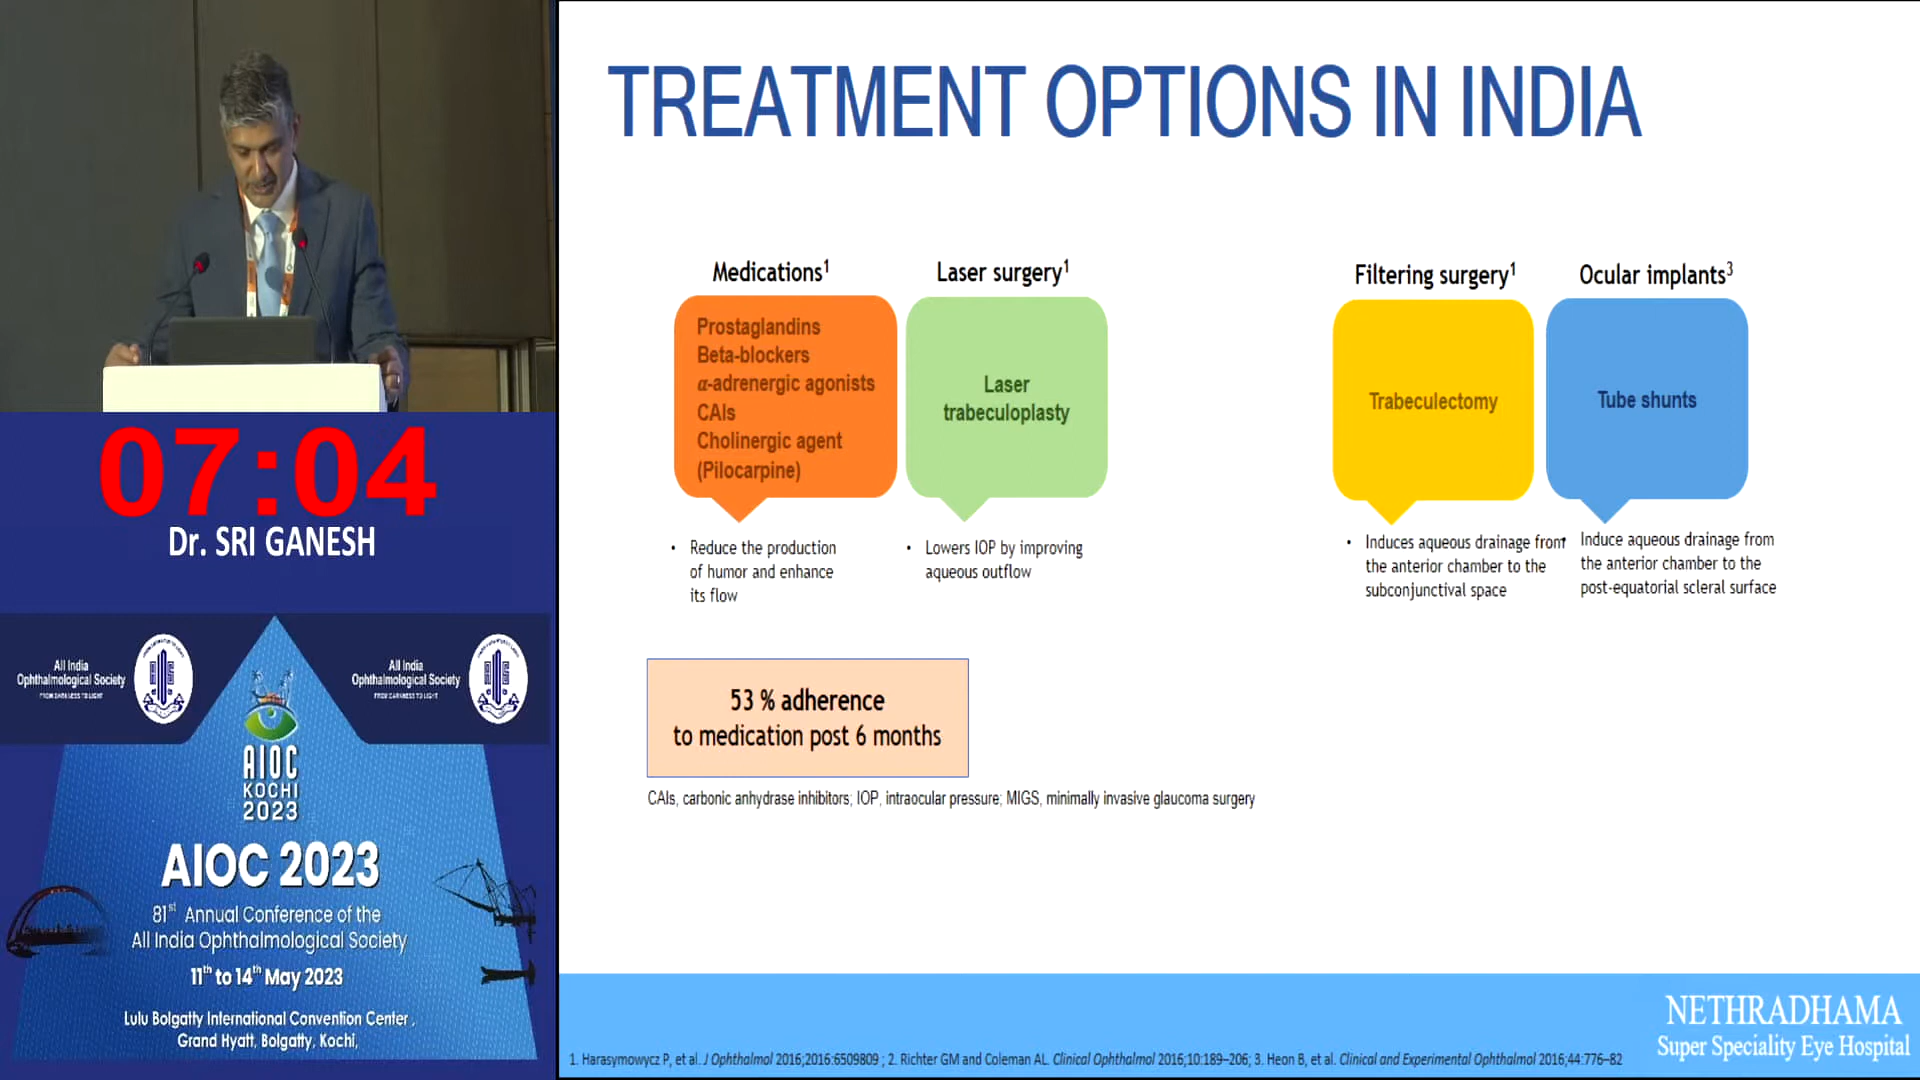 TREATMENT OPTIONS IN INDIA
Medications1
Laser surgery1
Filtering surgery1
Ocular implants3
Prostaglandins
Beta-blockers
α-adrenergic agonists
CAIs
Cholinergic agent
(Pilocarpine)
Laser
trabeculoplasty
Trabeculectomy
Tube shunts
• Reduce the production
of humor and enhance
its flow
• Lowers IOP by improving
aqueous outflow
• Induces aqueous drainage from
the anterior chamber to the
subconjunctival space
• Induce aqueous drainage from
the anterior chamber to the
post-equatorial scleral surface
53 % adherence
to medication post 6 months
CAIs, carbonic anhydrase inhibitors; IOP, intraocular pressure; MIGS, minimally invasive glaucoma surgery
NETHRADHAMA
Super Speciality Eye Hospital
1. Harasymowycz P, et al. J Ophthalmol 2016;2016:6509809 ; 2. Richter GM and Coleman AL. Clinical Ophthalmol 2016;10:189–206; 3. Heon B, et al. Clinical and Experimental Ophthalmol 2016;44:776–82
07:04
Dr. SRI GANESH
All India
Ophthalmological Society
FROM DARKNESS TO LIGHT
All India
Ophthalmological Society
FROM DARKNESS TO LIGHT
AIOC
KOCHI
2023
AIOC 2023
81st Annual Conference of the
All India Ophthalmological Society
11th to 14th May 2023
Lulu Bolgatty International Convention Center ,
Grand Hyatt, Bolgatty, Kochi,